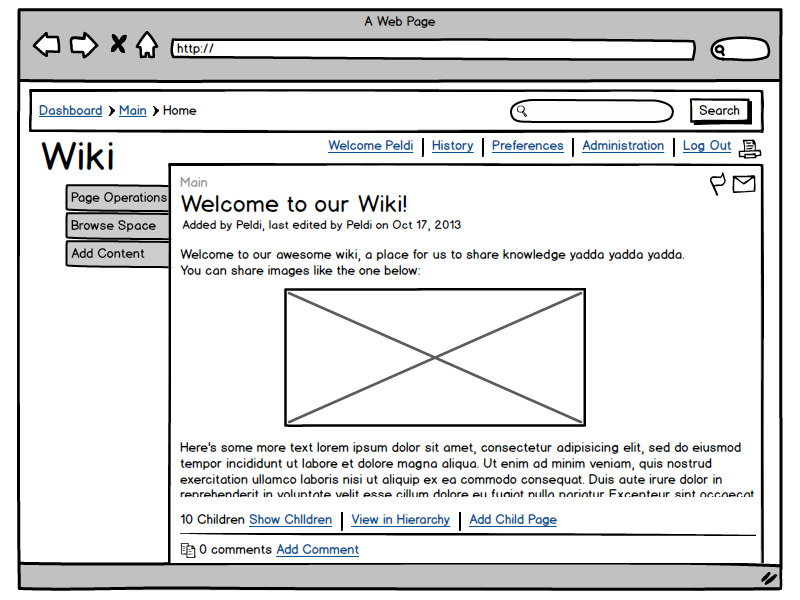 A Web Page
http://
Dashboard Main Home
Search
Wiki
Welcome Peldi History Preferences Administration Log Out
Page Operations
Browse Space
Add Content
Main
Welcome to our Wiki!
Added by Peldi, last edited by Peldi on Oct 17, 2013
Welcome to our awesome wiki, a place for us to share knowledge yadda yadda yadda.
You can share images like the one below:
Here's some more text lorem ipsum dolor sit amet, consectetur adipisicing elit, sed do eiusmod
tempor incididunt ut labore et dolore magna aliqua. Ut enim ad minim veniam, quis nostrud
exercitation ullamco laboris nisi ut aliquip ex ea commodo consequat. Duis aute irure dolor in
reprehenderit in voluptate velit esse cillum dolore eu fugiat nulla pariatur Excepteur sint occaecat
10 Children Show Children View in Hierarchy Add Child Page
0 comments Add Comment